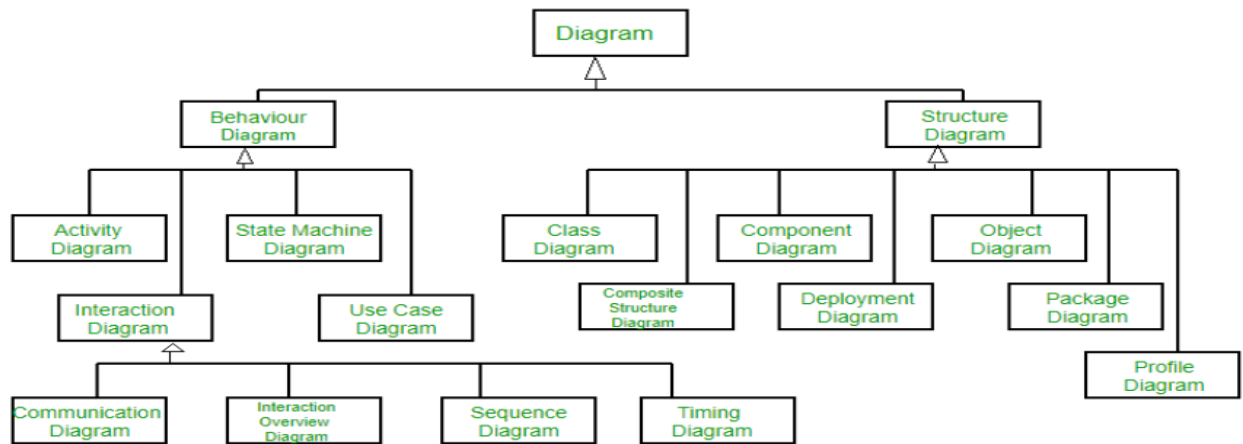 Diagram
Behaviour
Diagram
Structure
Diagram
Activity
Diagram
State Machine
Diagram
Class
Diagram
Component
Diagram
Object
Diagram
Interaction
Diagram
Use Case
Diagram
Composite
Structure
Diagram
Deployment
Diagram
Package
Diagram
Profile
Diagram
Communication
Diagram
Interaction
Overview
Diagram
Sequence
Diagram
Timing
Diagram